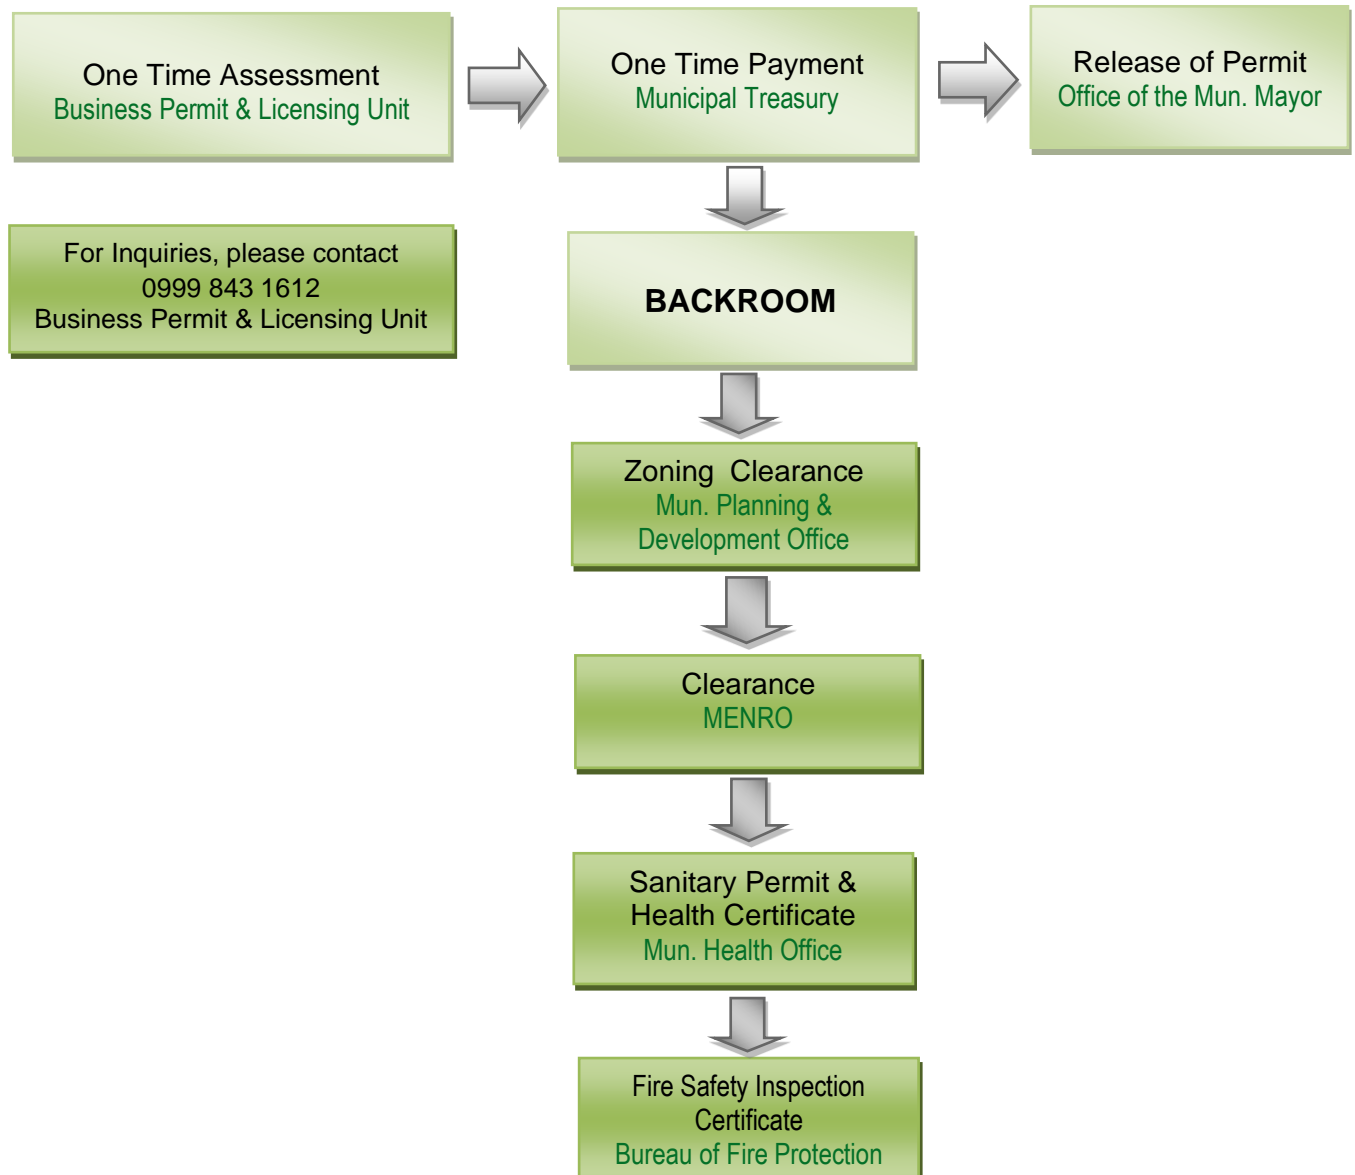 One Time Assessment
Business Permit & Licensing Unit
One Time Payment
Municipal Treasury
Release of Permit
Office of the Mun. Mayor
For Inquiries, please contact
0999 843 1612
Business Permit & Licensing Unit
BACKROOM
Zoning Clearance
Mun. Planning &
Development Office
Clearance
MENRO
Sanitary Permit &
Health Certificate
Mun. Health Office
Fire Safety Inspection
Certificate
Bureau of Fire Protection